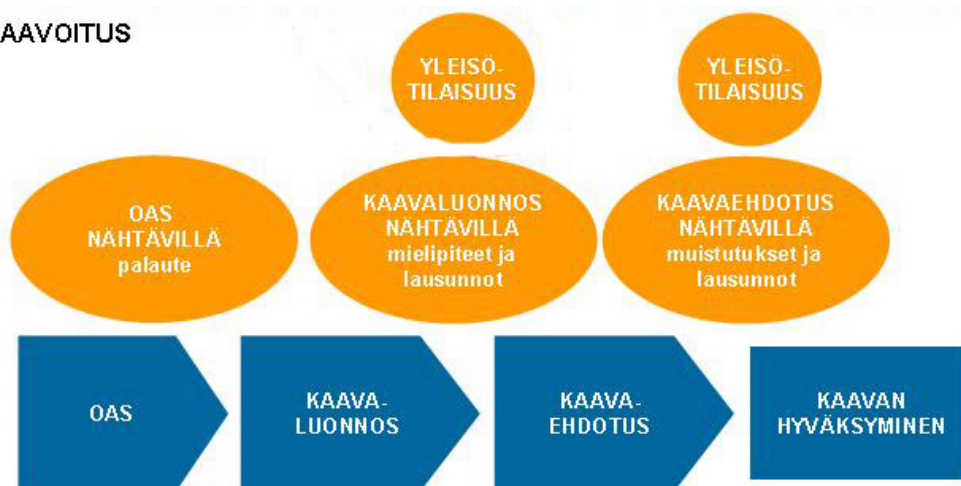 AAVOITUS
YLEISÖ-
TILAISUUS
YLEISÖ-
TILAISUUS
OAS
NÄHTÄVILLÄ
palaute
KAAVALUONNOS
NÄHTÄVILLÄ
mielipiteet ja
lausunnot
KAAVAEHDOTUS
NÄHTÄVILLÄ
muistutukset ja
lausunnot
OAS
KAAVA-
LUONNOS
KAAVA-
EHDOTUS
KAAVAN
HYVÄKSYMINEN